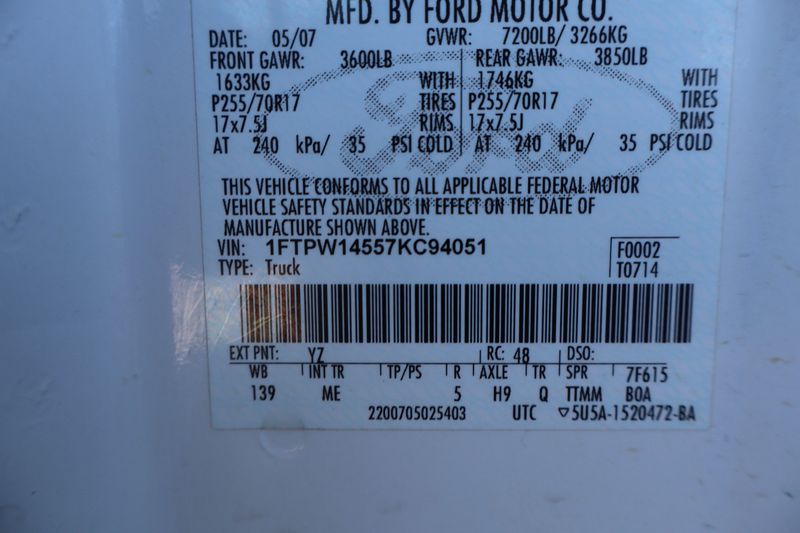 MFD. BY FORD MOTOR CO.
DATE: 05/07 GVWR: 7200LB/ 3266KG
FRONT GAWR: 3600LB REAR GAWR: 3850LB
1633KG WITH 1746KG WITH
P255/70R17 TIRES P255/70R17 TIRES
17x7.5J RIMS 17x7.5J RIMS
AT 240 kPa/ 35 PSI COLD AT 240 kPa/ 35 PSI COLD
Ford
THIS VEHICLE CONFORMS TO ALL APPLICABLE FEDERAL MOTOR
VEHICLE SAFETY STANDARDS IN EFFECT ON THE DATE OF
MANUFACTURE SHOWN ABOVE.
VIN: 1FTPW14557KC94051 F0002
TYPE: Truck T0714
EXT PNT: YZ RC: 48 DSO:
WB INT TR TP/PS R AXLE TR SPR 7F615
139 ME 5 H9 Q TTMM BOA
2200705025403 UTC ▽5U5A-1520472-BA